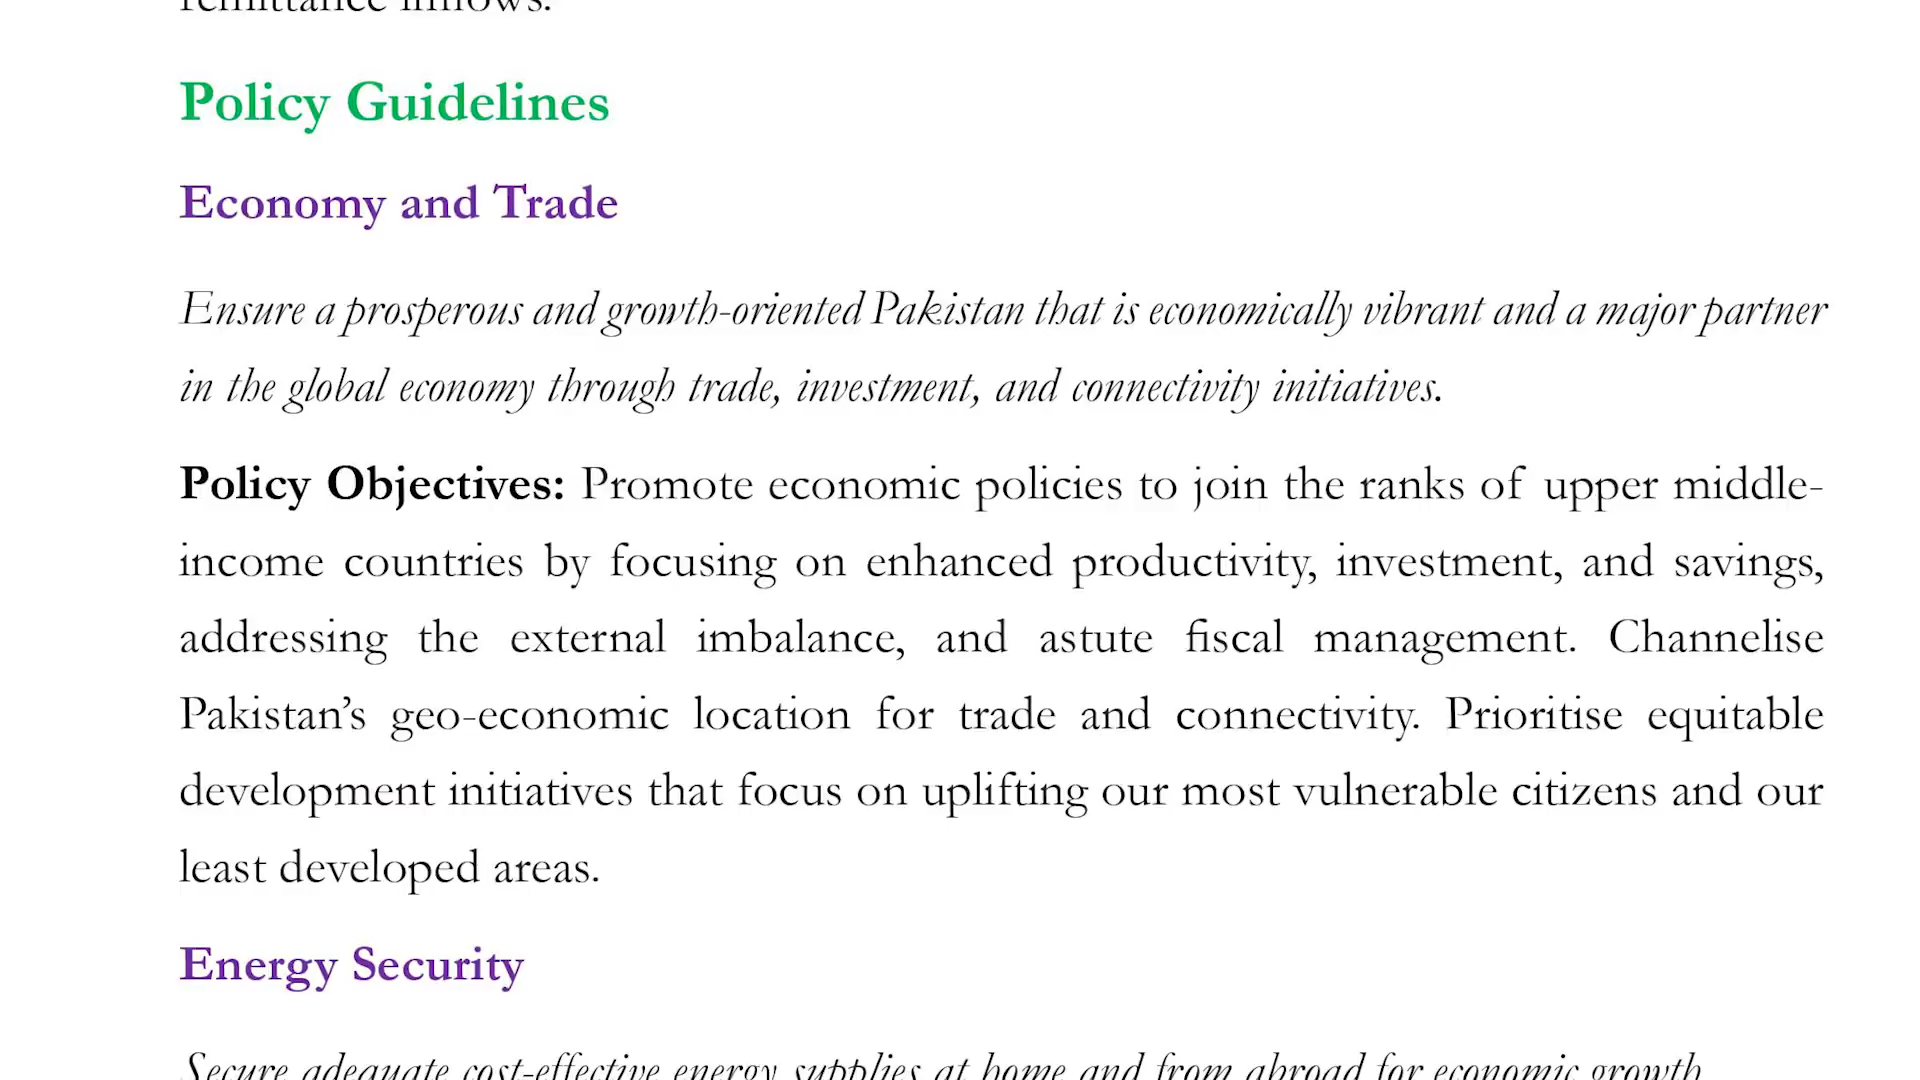 remittance inflows.
Policy Guidelines
Economy and Trade
Ensure a prosperous and growth-oriented Pakistan that is economically vibrant and a major partner
in the global economy through trade, investment, and connectivity initiatives.
Policy Objectives: Promote economic policies to join the ranks of upper middle-
income countries by focusing on enhanced productivity, investment, and savings,
addressing the external imbalance, and astute fiscal management. Channelise
Pakistan’s geo-economic location for trade and connectivity. Prioritise equitable
development initiatives that focus on uplifting our most vulnerable citizens and our
least developed areas.
Energy Security
Secure adequate cost-effective energy supplies at home and from abroad for economic growth